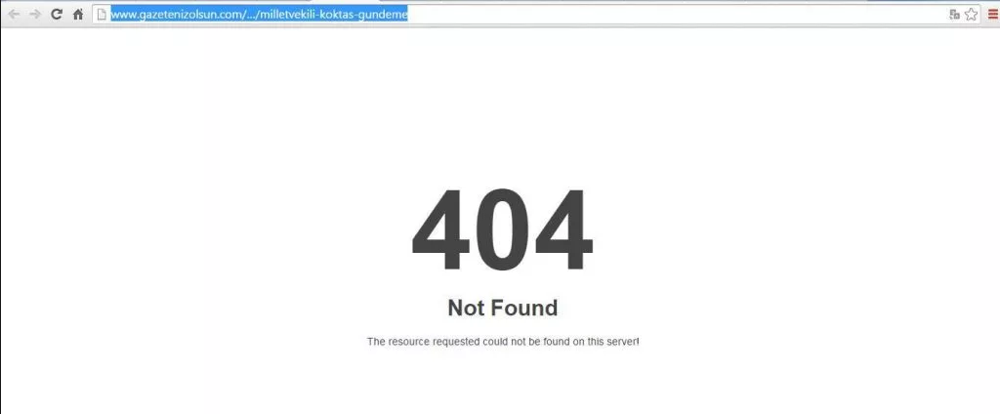 www.gazetenizolsun.com/.../milletvekili-koktas-gundeme
404
Not Found
The resource requested could not be found on this server!